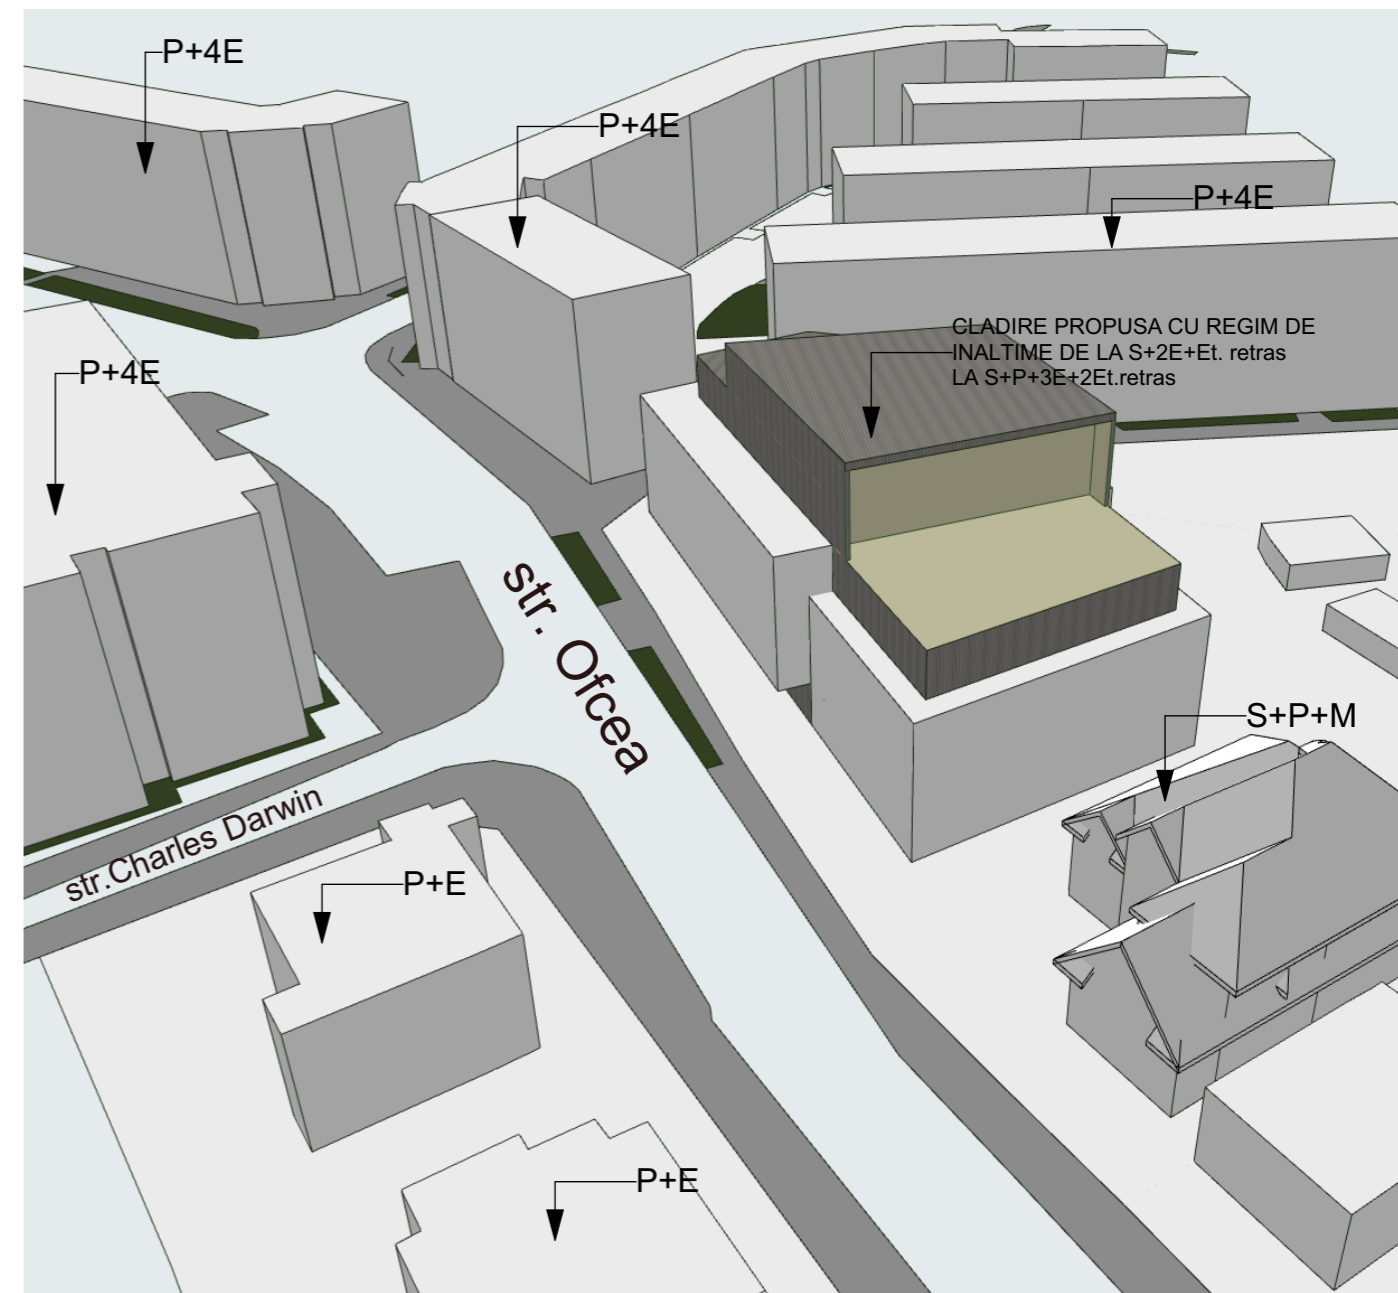 P+4E
P+4E
P+4E
CLADIRE PROPUSA CU REGIM DE
INALTIME DE LA S+2E+Et. retras
LA S+P+3E+2Et.retras
P+4E
str. Ofcea
S+P+M
str.Charles Darwin
P+E
P+E